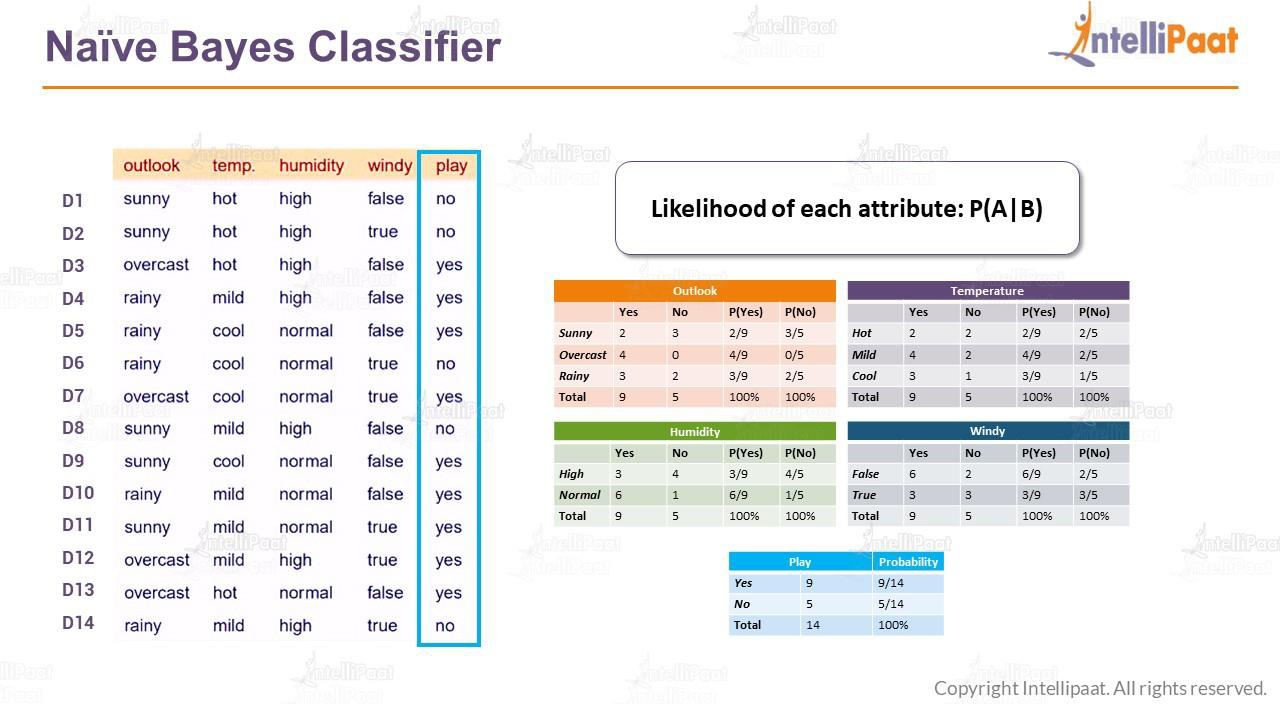 Naïve Bayes Classifier
IntelliPaat
outlook temp. humidity windy play
D1 sunny hot high false no
D2 sunny hot high true no
D3 overcast hot high false yes
D4 rainy mild high false yes
D5 rainy cool normal false yes
D6 rainy cool normal true no
D7 overcast cool normal true yes
D8 sunny mild high false no
D9 sunny cool normal false yes
D10 rainy mild normal false yes
D11 sunny mild normal true yes
D12 overcast mild high true yes
D13 overcast hot normal false yes
D14 rainy mild high true no
Likelihood of each attribute: P(A|B)
Outlook
Yes No P(Yes) P(No)
Sunny 2 3 2/9 3/5
Overcast 4 0 4/9 0/5
Rainy 3 2 3/9 2/5
Total 9 5 100% 100%
Temperature
Yes No P(Yes) P(No)
Hot 2 2 2/9 2/5
Mild 4 2 4/9 2/5
Cool 3 1 3/9 1/5
Total 9 5 100% 100%
Humidity
Yes No P(Yes) P(No)
High 3 4 3/9 4/5
Normal 6 1 6/9 1/5
Total 9 5 100% 100%
Windy
Yes No P(Yes) P(No)
False 6 2 6/9 2/5
True 3 3 3/9 3/5
Total 9 5 100% 100%
Play Probability
Yes 9 9/14
No 5 5/14
Total 14 100%
Copyright Intellipaat. All rights reserved.